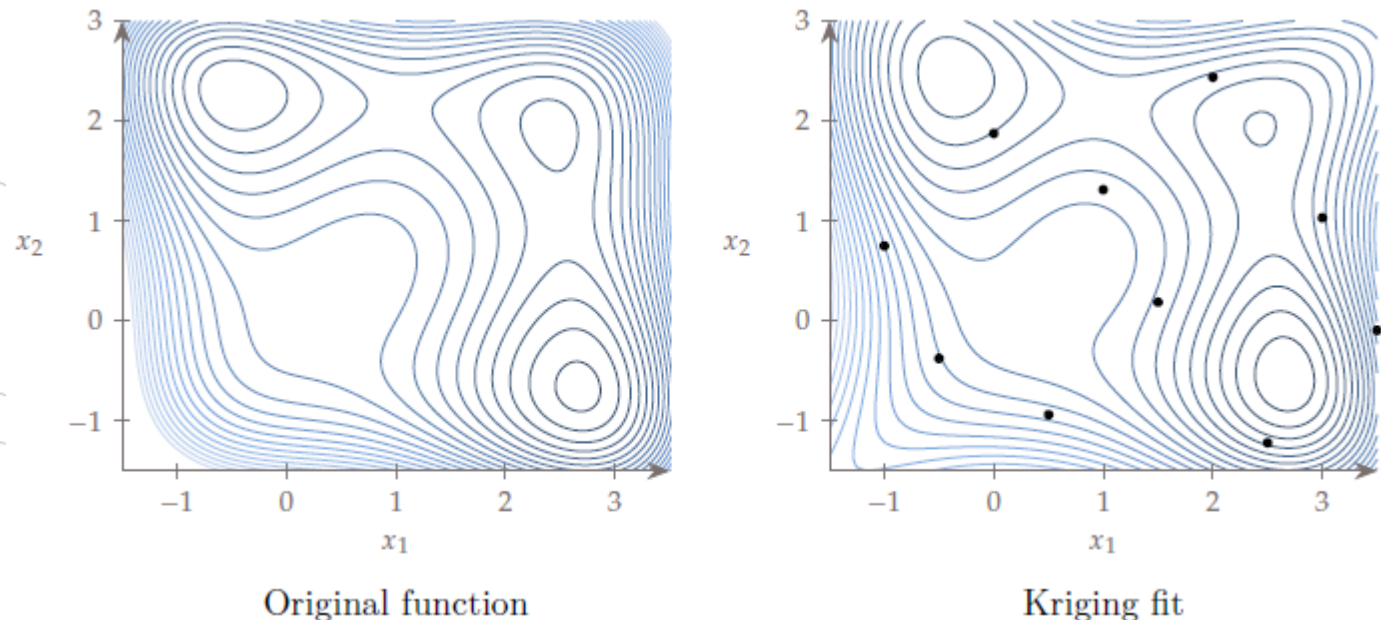 3 3
2 2
1 1
x2 x2
0 0
−1 −1
−1 0 1 2 3 −1 0 1 2 3
x1 x1
Original function Kriging fit